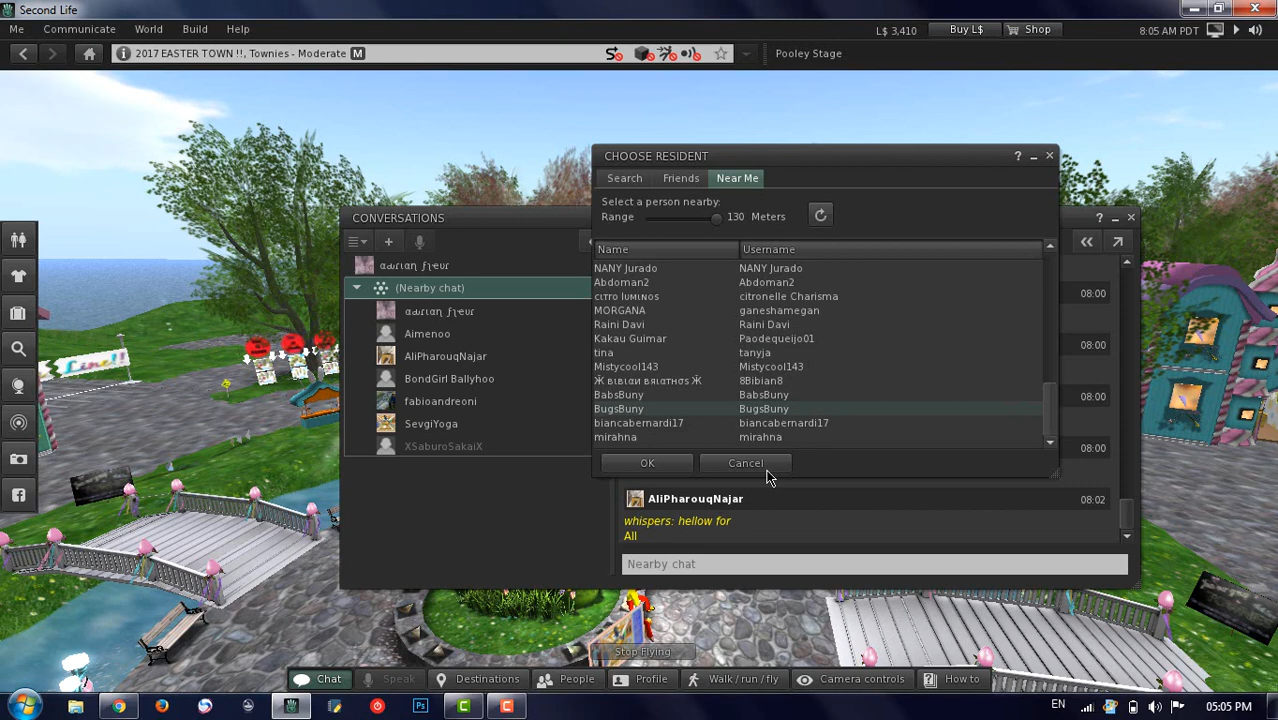 Second Life
Me Communicate World Build Help
L$ 3,410 Buy L$ Shop 8:05 AM PDT
2017 EASTER TOWN !!, Townies - Moderate M
Pooley Stage
CHOOSE RESIDENT
Search Friends Near Me
Select a person nearby:
Range 130 Meters
Name Username
NANY Jurado NANY Jurado
Abdoman2 Abdoman2
cιтro lυмιnoѕ citronelle Charisma
MORGANA ganeshamegan
Raini Davi Raini Davi
Kakau Guimar Paodequeijo01
tina tanyja
Mistycool143 Mistycool143
Ӝ вιвιαи вяιαтнσѕ Ӝ 8Bibian8
BabsBuny BabsBuny
BugsBuny BugsBuny
biancabernardi17 biancabernardi17
mirahna mirahna
OK Cancel
CONVERSATIONS
(Nearby chat)
Aimenoo
AliPharouqNajar
BondGirl Ballyhoo
fabioandreoni
SevgiYoga
XSaburoSakaiX
08:00
08:00
08:00
08:00
AliPharouqNajar 08:02
whispers: hellow for
All
Nearby chat
Stop Flying
Chat Speak Destinations People Profile Walk / run / fly Camera controls How to
EN 05:05 PM